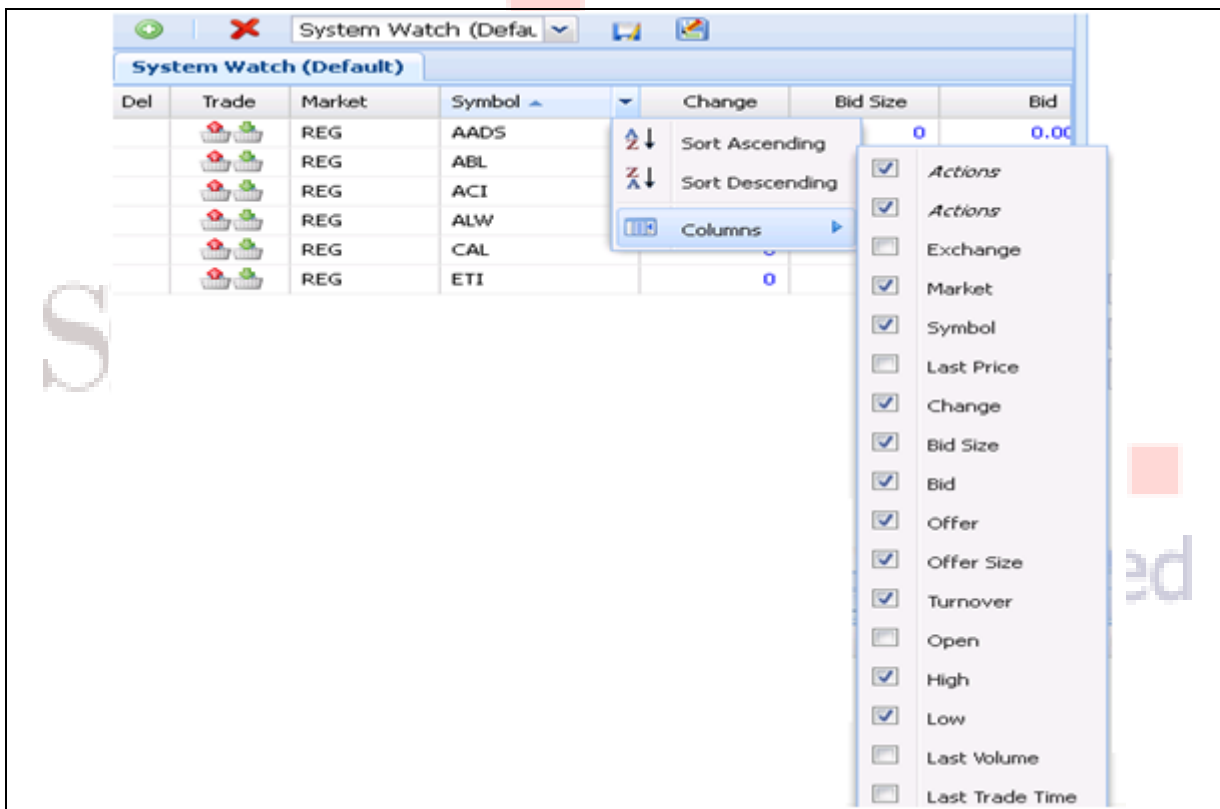 System Watch (Defau
System Watch (Default)
Del Trade Market Symbol Change Bid Size Bid
REG AADS 0 0.00
REG ABL
REG ACI
REG ALW
REG CAL
REG ETI 0
Sort Ascending
Sort Descending
Columns
Actions
Actions
Exchange
Market
Symbol
Last Price
Change
Bid Size
Bid
Offer
Offer Size
Turnover
Open
High
Low
Last Volume
Last Trade Time
S
ed